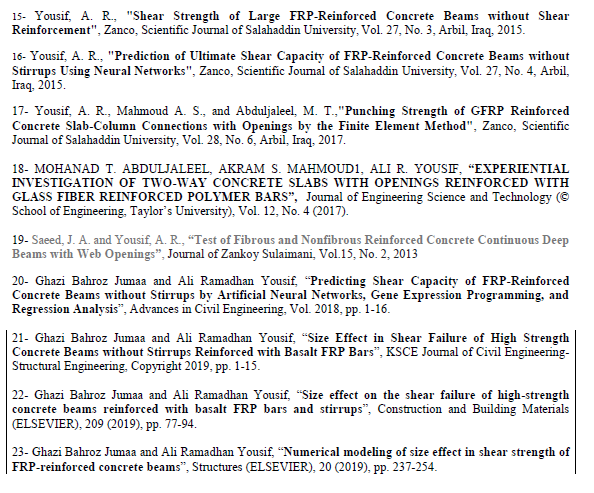 15- Yousif, A. R., "Shear Strength of Large FRP-Reinforced Concrete Beams without Shear
Reinforcement", Zanco, Scientific Journal of Salahaddin University, Vol. 27, No. 3, Arbil, Iraq, 2015.
16- Yousif, A. R., "Prediction of Ultimate Shear Capacity of FRP-Reinforced Concrete Beams without
Stirrups Using Neural Networks", Zanco, Scientific Journal of Salahaddin University, Vol. 27, No. 4, Arbil,
Iraq, 2015.
17- Yousif, A. R., Mahmoud A. S., and Abduljaleel, M. T.,"Punching Strength of GFRP Reinforced
Concrete Slab-Column Connections with Openings by the Finite Element Method", Zanco, Scientific
Journal of Salahaddin University, Vol. 28, No. 6, Arbil, Iraq, 2017.
18- MOHANAD T. ABDULJALEEL, AKRAM S. MAHMOUD1, ALI R. YOUSIF, “EXPERIENTIAL
INVESTIGATION OF TWO-WAY CONCRETE SLABS WITH OPENINGS REINFORCED WITH
GLASS FIBER REINFORCED POLYMER BARS”, Journal of Engineering Science and Technology (©
School of Engineering, Taylor’s University), Vol. 12, No. 4 (2017).
19- Saeed, J. A. and Yousif, A. R., “Test of Fibrous and Nonfibrous Reinforced Concrete Continuous Deep
Beams with Web Openings”, Journal of Zankoy Sulaimani, Vol.15, No. 2, 2013
20- Ghazi Bahroz Jumaa and Ali Ramadhan Yousif, “Predicting Shear Capacity of FRP-Reinforced
Concrete Beams without Stirrups by Artificial Neural Networks, Gene Expression Programming, and
Regression Analysis”, Advances in Civil Engineering, Vol. 2018, pp. 1-16.
21- Ghazi Bahroz Jumaa and Ali Ramadhan Yousif, “Size Effect in Shear Failure of High Strength
Concrete Beams without Stirrups Reinforced with Basalt FRP Bars”, KSCE Journal of Civil Engineering-
Structural Engineering, Copyright 2019, pp. 1-15.
22- Ghazi Bahroz Jumaa and Ali Ramadhan Yousif, “Size effect on the shear failure of high-strength
concrete beams reinforced with basalt FRP bars and stirrups”, Construction and Building Materials
(ELSEVIER), 209 (2019), pp. 77-94.
23- Ghazi Bahroz Jumaa and Ali Ramadhan Yousif, “Numerical modeling of size effect in shear strength of
FRP-reinforced concrete beams”, Structures (ELSEVIER), 20 (2019), pp. 237-254.